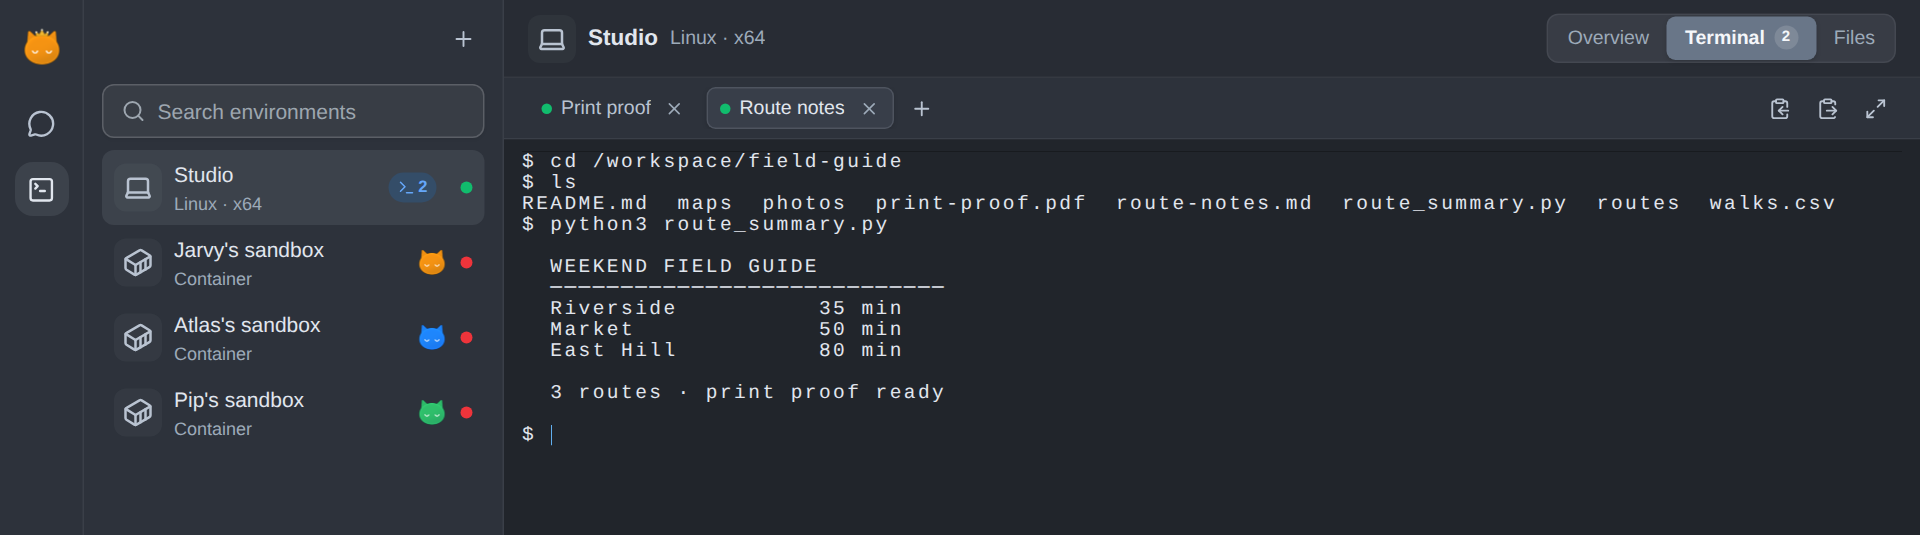 Search environments
Studio
Linux · x64
2
Jarvy's sandbox
Container
Atlas's sandbox
Container
Pip's sandbox
Container
Studio Linux · x64
Overview Terminal 2 Files
Print proof Route notes
$ cd /workspace/field-guide
$ ls
README.md maps photos print-proof.pdf route-notes.md route_summary.py routes walks.csv
$ python3 route_summary.py
WEEKEND FIELD GUIDE
────────────────────────────
Riverside 35 min
Market 50 min
East Hill 80 min
3 routes · print proof ready
$